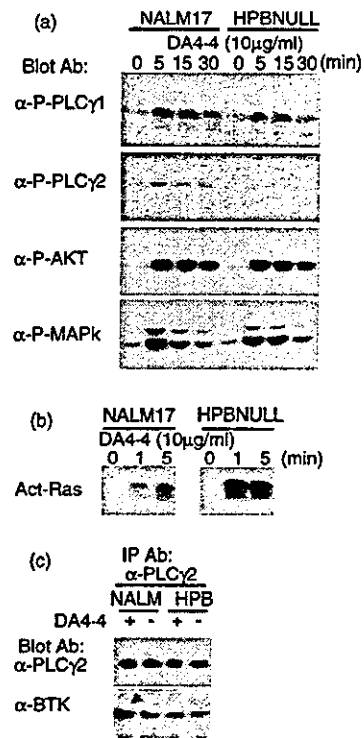 (a)
NALM17 HPBNULL
DA4-4 (10μg/ml)
Blot Ab: 0 5 15 30 0 5 15 30 (min)
α-P-PLCγ1
α-P-PLCγ2
α-P-AKT
α-P-MAPk
(b)
NALM17 HPBNULL
DA4-4 (10μg/ml)
0 1 5 0 1 5 (min)
Act-Ras
(c)
IP Ab:
α-PLCγ2
NALM HPB
DA4-4 + - + -
Blot Ab:
α-PLCγ2
α-BTK